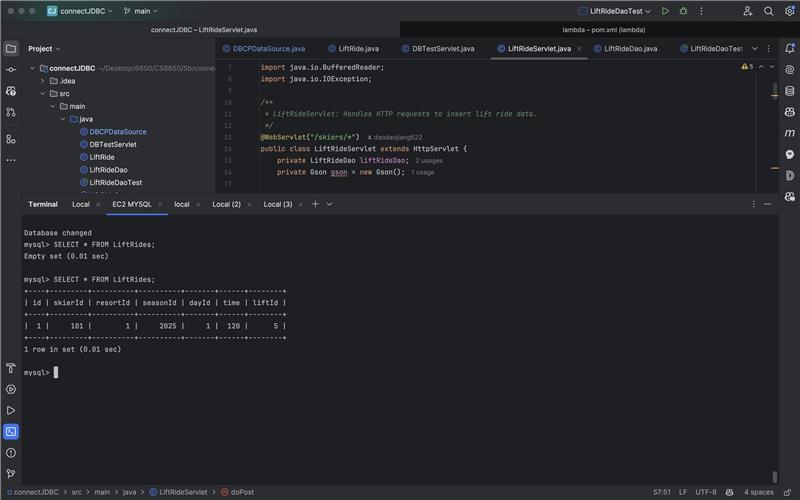 CJ connectJDBC
main
LiftRideDaoTest
connectJDBC – LiftRideServlet.java
lambda – pom.xml (lambda)
Project
DBCPDataSource.java
LiftRide.java
DBTestServlet.java
LiftRideServlet.java
LiftRideDao.java
LiftRideDaoTest
connectJDBC ~/Desktop/6650/CS6650/5b/connec
.idea
src
main
java
DBCPDataSource
DBTestServlet
LiftRide
LiftRideDao
LiftRideDaoTest
5
7 import java.io.BufferedReader;
8 import java.io.IOException;
9
10 /**
11 * LiftRideServlet: Handles HTTP requests to insert lift ride data.
12 */
13 @WebServlet("/skiers/*") daodaojiang622
14 public class LiftRideServlet extends HttpServlet {
15 private LiftRideDao liftRideDao; 2 usages
16 private Gson gson = new Gson(); 1 usage
17
Terminal Local × EC2 MYSQL × local × Local (2) × Local (3) × +
Database changed
mysql> SELECT * FROM LiftRides;
Empty set (0.01 sec)
mysql> SELECT * FROM LiftRides;
+----+---------+----------+----------+-------+------+--------+
| id | skierId | resortId | seasonId | dayId | time | liftId |
+----+---------+----------+----------+-------+------+--------+
| 1 | 101 | 1 | 2025 | 1 | 120 | 5 |
+----+---------+----------+----------+-------+------+--------+
1 row in set (0.01 sec)
mysql>
connectJDBC > src > main > java > LiftRideServlet > doPost
57:51 LF UTF-8 4 spaces